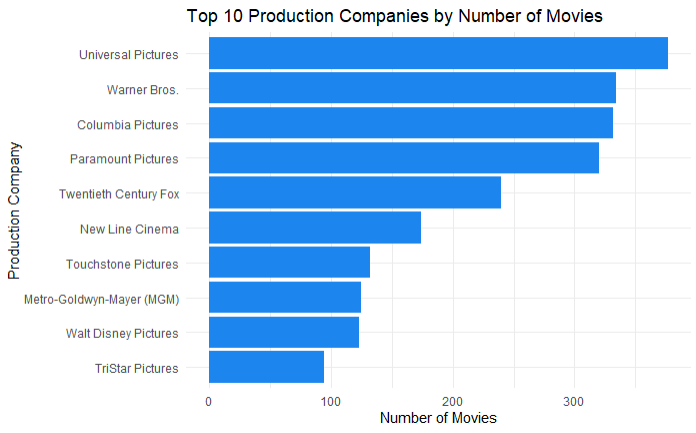 Top 10 Production Companies by Number of Movies
Production Company
Universal Pictures
Warner Bros.
Columbia Pictures
Paramount Pictures
Twentieth Century Fox
New Line Cinema
Touchstone Pictures
Metro-Goldwyn-Mayer (MGM)
Walt Disney Pictures
TriStar Pictures
0 100 200 300
Number of Movies